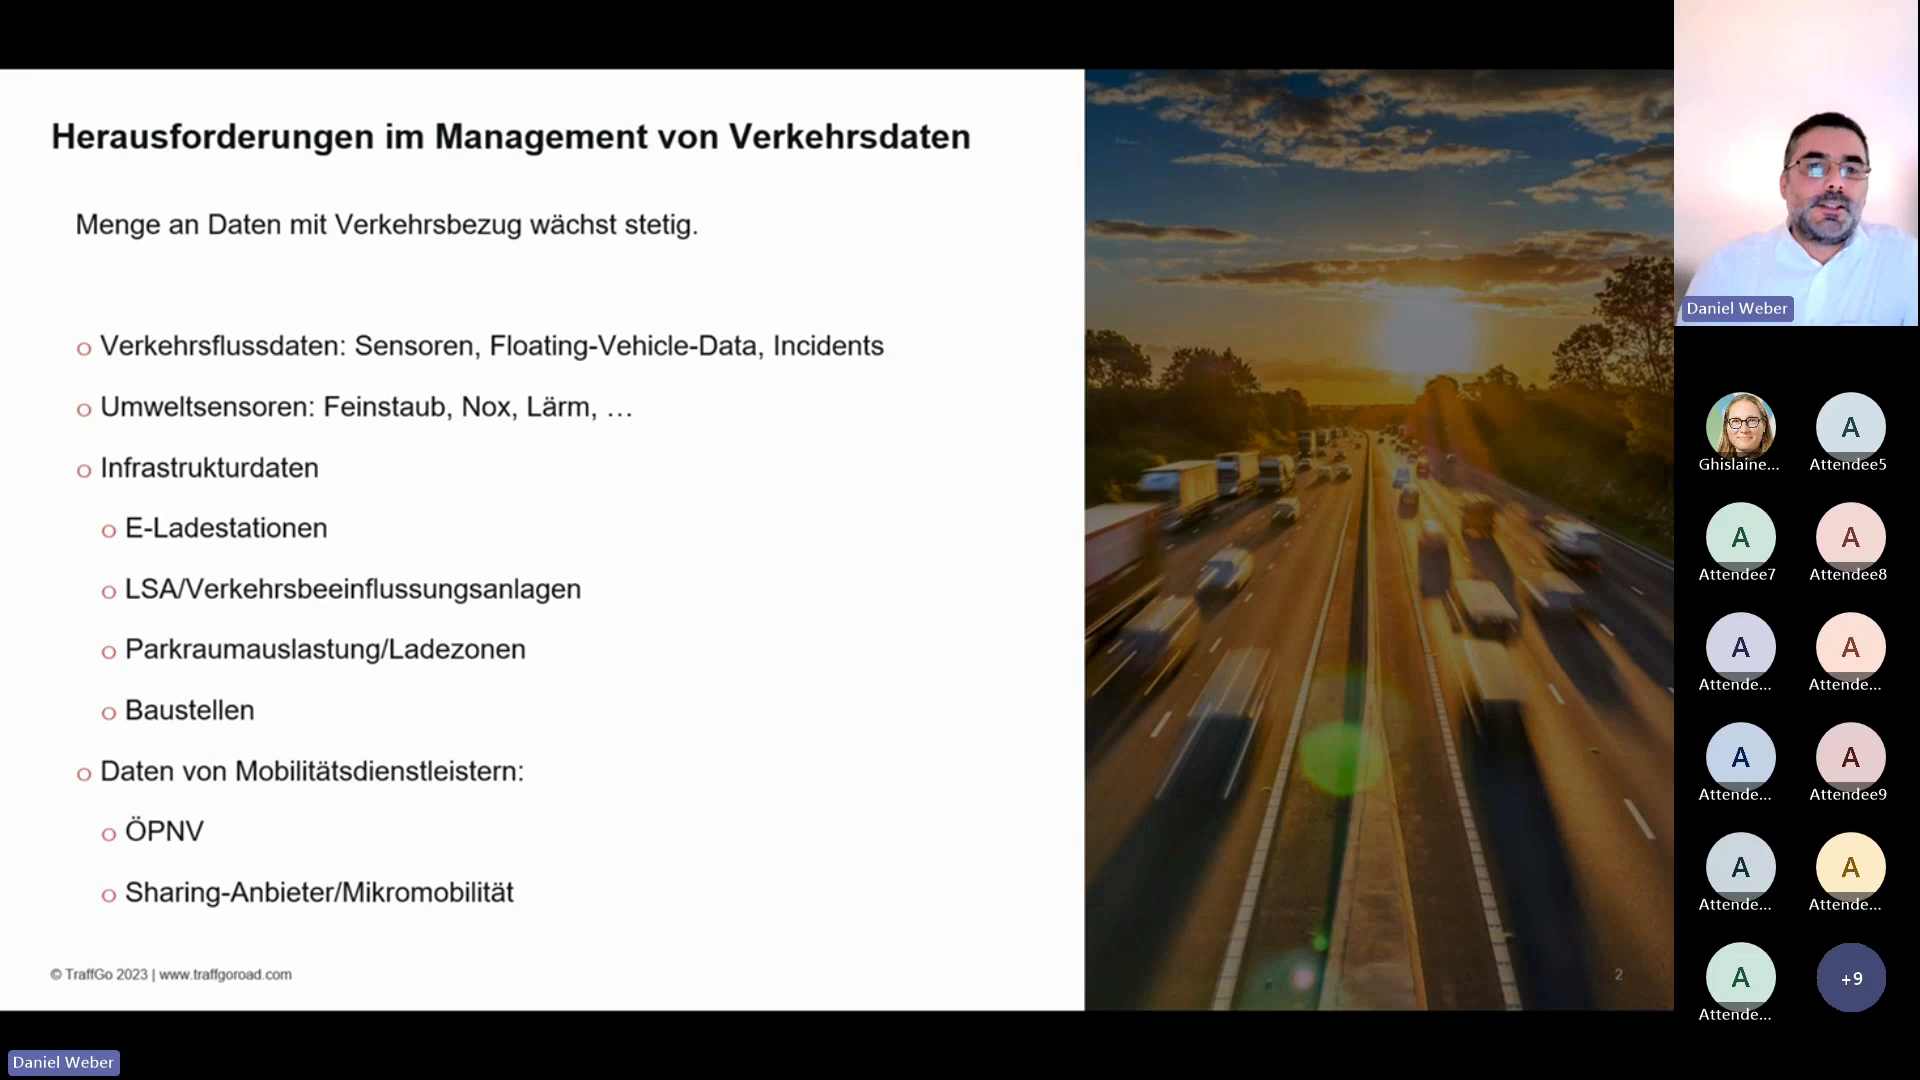 Herausforderungen im Management von Verkehrsdaten
Menge an Daten mit Verkehrsbezug wächst stetig.
o Verkehrsflussdaten: Sensoren, Floating-Vehicle-Data, Incidents
o Umweltsensoren: Feinstaub, Nox, Lärm, …
o Infrastrukturdaten
o E-Ladestationen
o LSA/Verkehrsbeeinflussungsanlagen
o Parkraumauslastung/Ladezonen
o Baustellen
o Daten von Mobilitätsdienstleistern:
o ÖPNV
o Sharing-Anbieter/Mikromobilität
© TraffGo 2023 | www.traffgoroad.com
2
Daniel Weber
Daniel Weber
Ghislaine...
A
Attendee5
A
Attendee7
A
Attendee8
A
Attende...
A
Attende...
A
Attende...
A
Attendee9
A
Attende...
A
Attende...
A
Attende...
+9